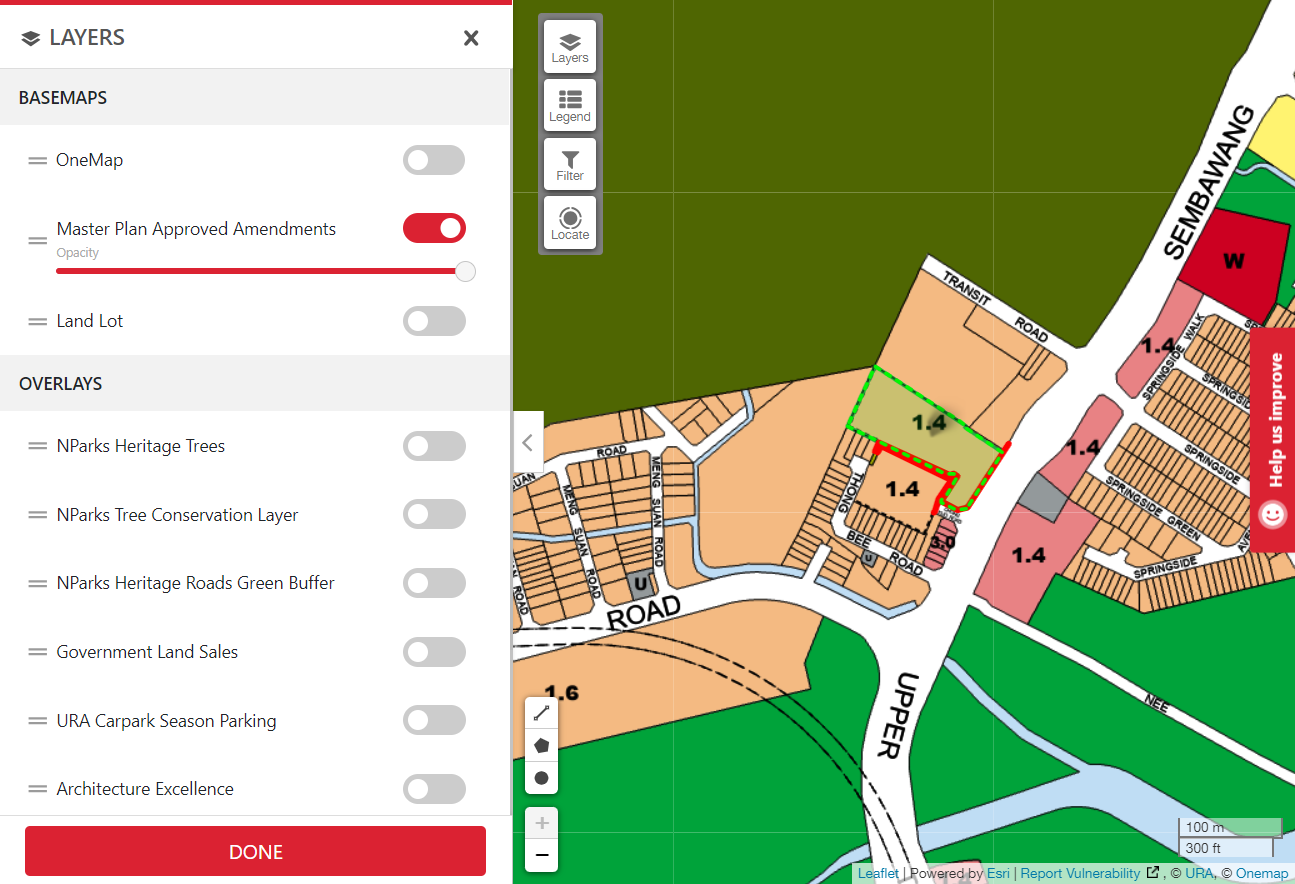 LAYERS
BASEMAPS
OneMap
Master Plan Approved Amendments
Opacity
Land Lot
OVERLAYS
NParks Heritage Trees
NParks Tree Conservation Layer
NParks Heritage Roads Green Buffer
Government Land Sales
URA Carpark Season Parking
Architecture Excellence
DONE
Layers
Legend
Filter
Locate
SEMBAWANG
W
TRANSIT ROAD
1.4
SPRINGSIDE WALK
SPRINGSIDE
1.4
1.4
ROAD
MENG SUAN ROAD
MENG SUAN ROAD
SUAN
ROAD
1.4
THONG BEE ROAD
3.0
U
U
1.4
SPRINGSIDE
SPRINGSIDE GREEN
AVE
SPRINGSIDE
ROAD
1.6
UPPER
NEE
1.4
Help us improve
100 m
300 ft
Leaflet | Powered by Esri | Report Vulnerability , © URA, © Onemap